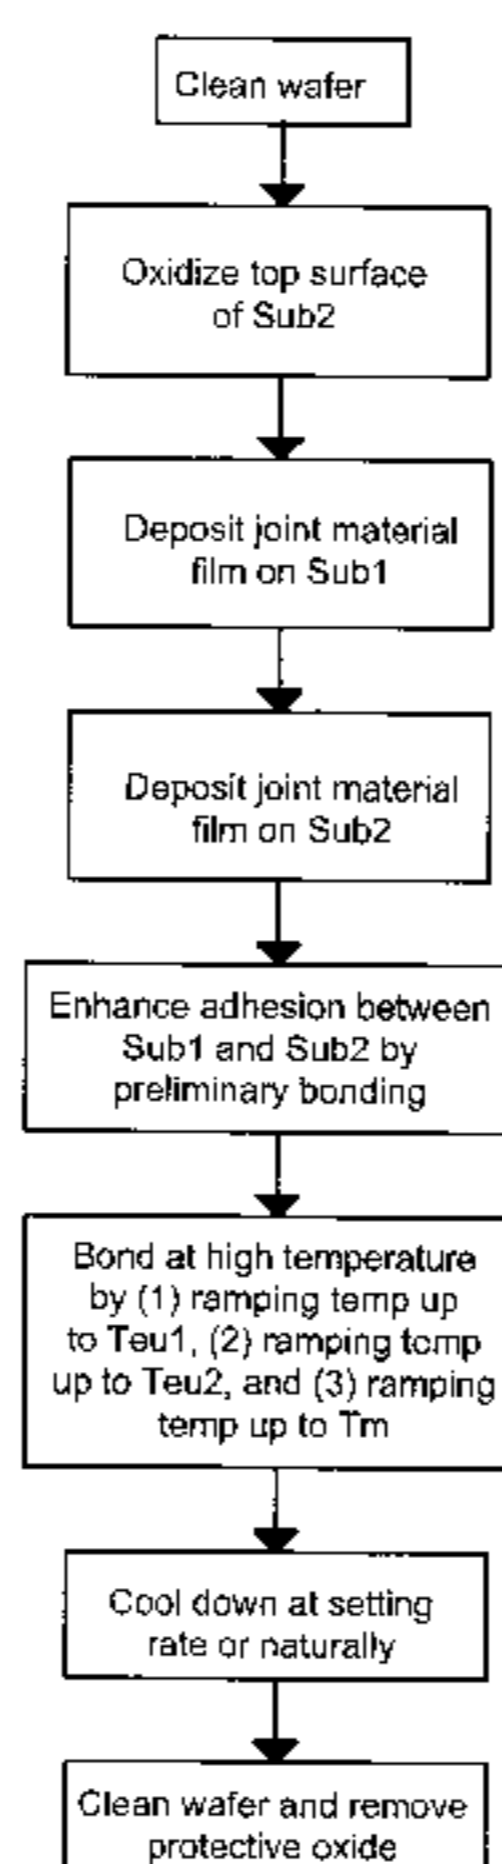 Clean wafer
Oxidize top surface
of Sub2
Deposit joint material
film on Sub1
Deposit joint material
film on Sub2
Enhance adhesion between
Sub1 and Sub2 by
preliminary bonding
Bond at high temperature
by (1) ramping temp up
to Teu1, (2) ramping temp
up to Teu2, and (3) ramping
temp up to Tm
Cool down at setting
rate or naturally
Clean wafer and remove
protective oxide